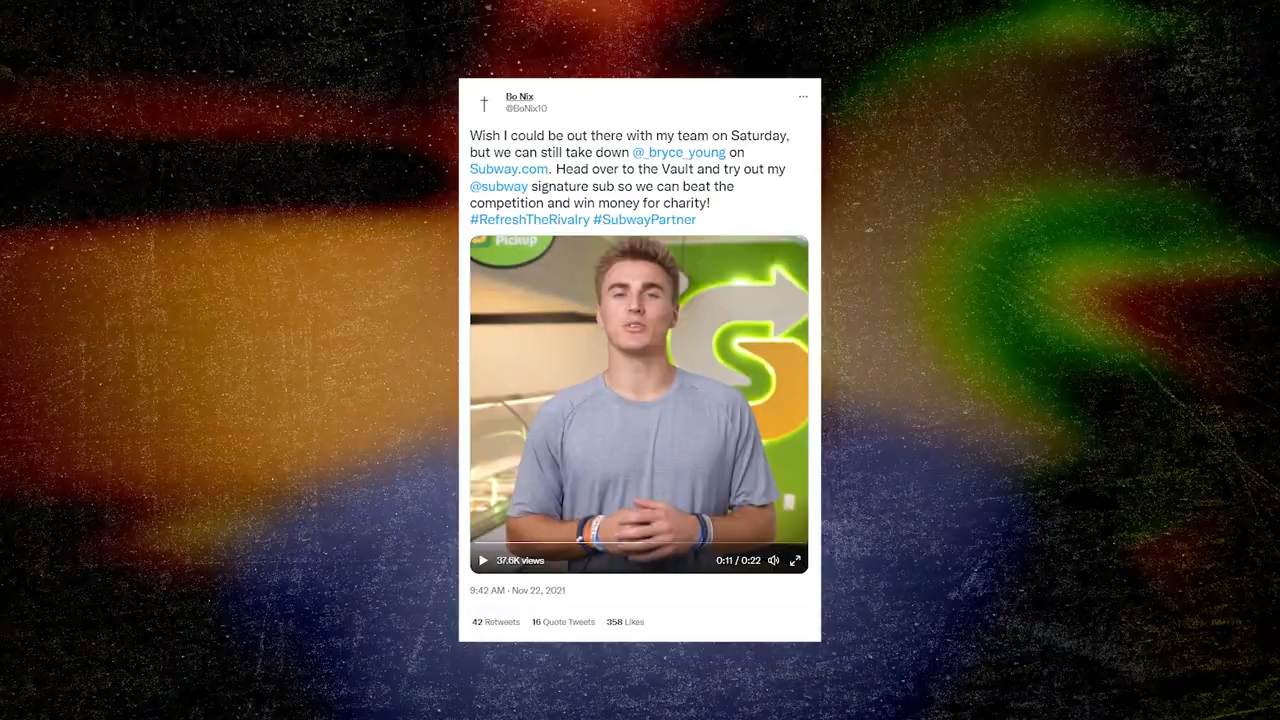 Bo Nix
@BoNix10
Wish I could be out there with my team on Saturday,
but we can still take down @_bryce_young on
Subway.com. Head over to the Vault and try out my
@subway signature sub so we can beat the
competition and win money for charity!
#RefreshTheRivalry #SubwayPartner
Pickup
37.6K views
0:11 / 0:22
9:42 AM · Nov 22, 2021
42 Retweets 16 Quote Tweets 358 Likes